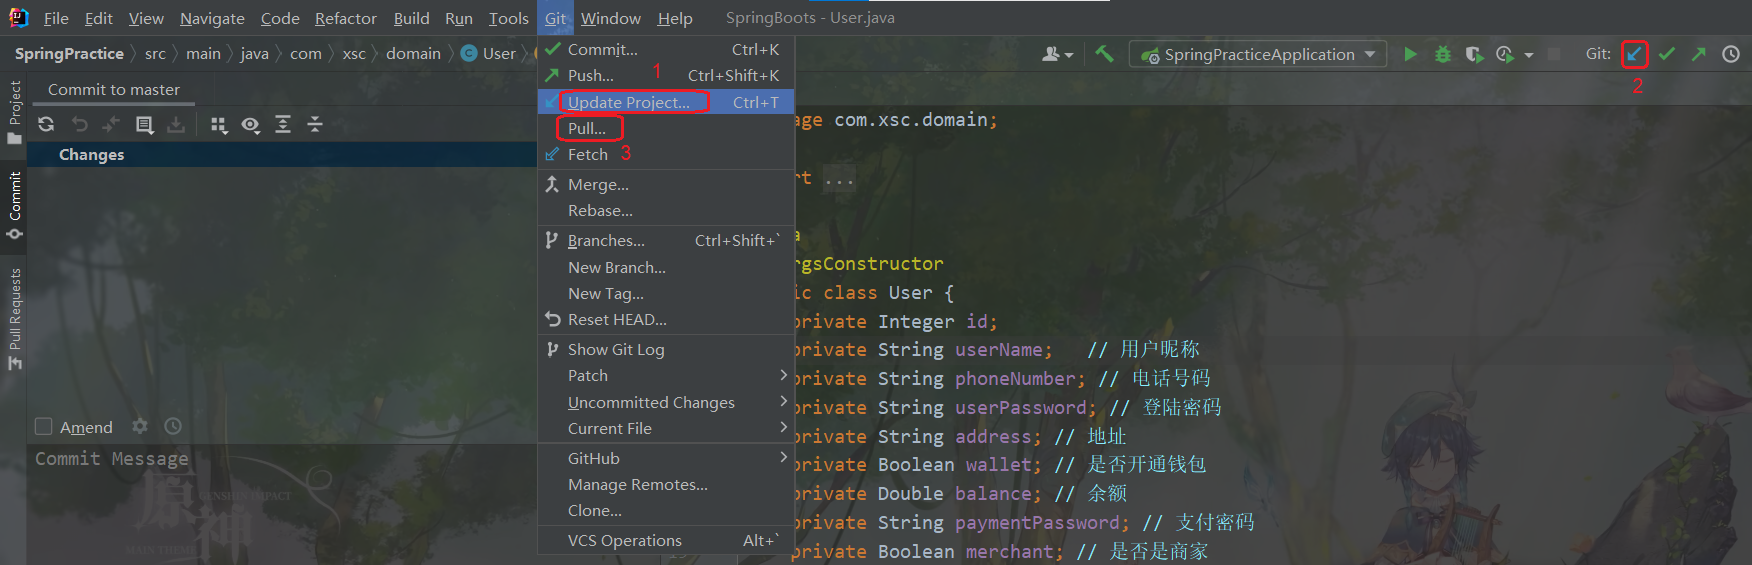 File Edit View Navigate Code Refactor Build Run Tools Git Window Help SpringBoots - User.java
SpringPractice src main java com xsc domain C User
SpringPracticeApplication Git:
2
Project
Commit
Pull Requests
Commit to master
Changes
Amend
Commit Message
原神
GENSHIN IMPACT
MAIN THEME
Commit... Ctrl+K
1
Push... Ctrl+Shift+K
Update Project... Ctrl+T
Pull...
Fetch 3
Merge...
Rebase...
Branches... Ctrl+Shift+`
New Branch...
New Tag...
Reset HEAD...
Show Git Log
Patch
Uncommitted Changes
Current File
GitHub
Manage Remotes...
Clone...
VCS Operations Alt+`
age com.xsc.domain;
rt ...
a
rgsConstructor
ic class User {
private Integer id;
private String userName; // 用户昵称
private String phoneNumber; // 电话号码
private String userPassword; // 登陆密码
private String address; // 地址
private Boolean wallet; // 是否开通钱包
private Double balance; // 余额
private String paymentPassword; // 支付密码
private Boolean merchant; // 是否是商家